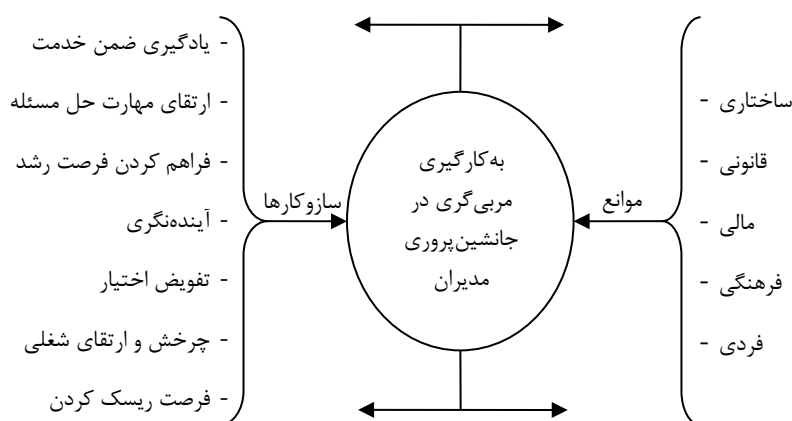 ساختاری -
قانونی -
مالی -
فرهنگی -
فردی -
موانع
به‌کارگیری
مربی‌گری در
جانشین‌پروری
مدیران
سازوکارها
یادگیری ضمن خدمت -
ارتقای مهارت حل مسئله -
فراهم کردن فرصت رشد -
آینده‌نگری -
تفویض اختیار -
چرخش و ارتقای شغلی -
فرصت ریسک کردن -